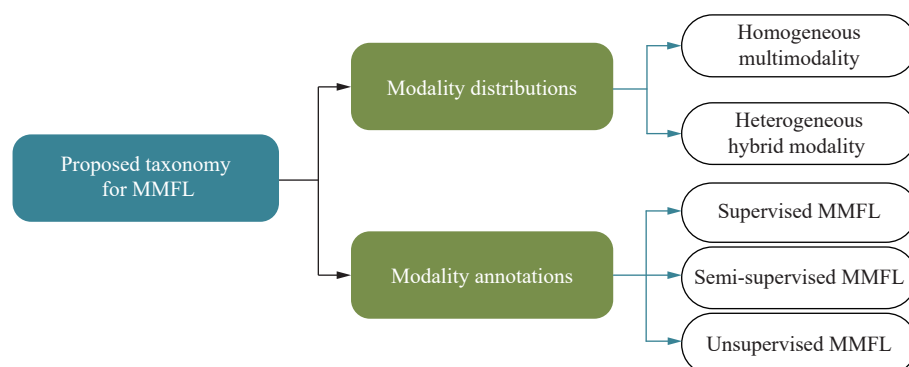 Proposed taxonomy
for MMFL
Modality distributions
Homogeneous
multimodality
Heterogeneous
hybrid modality
Modality annotations
Supervised MMFL
Semi-supervised MMFL
Unsupervised MMFL